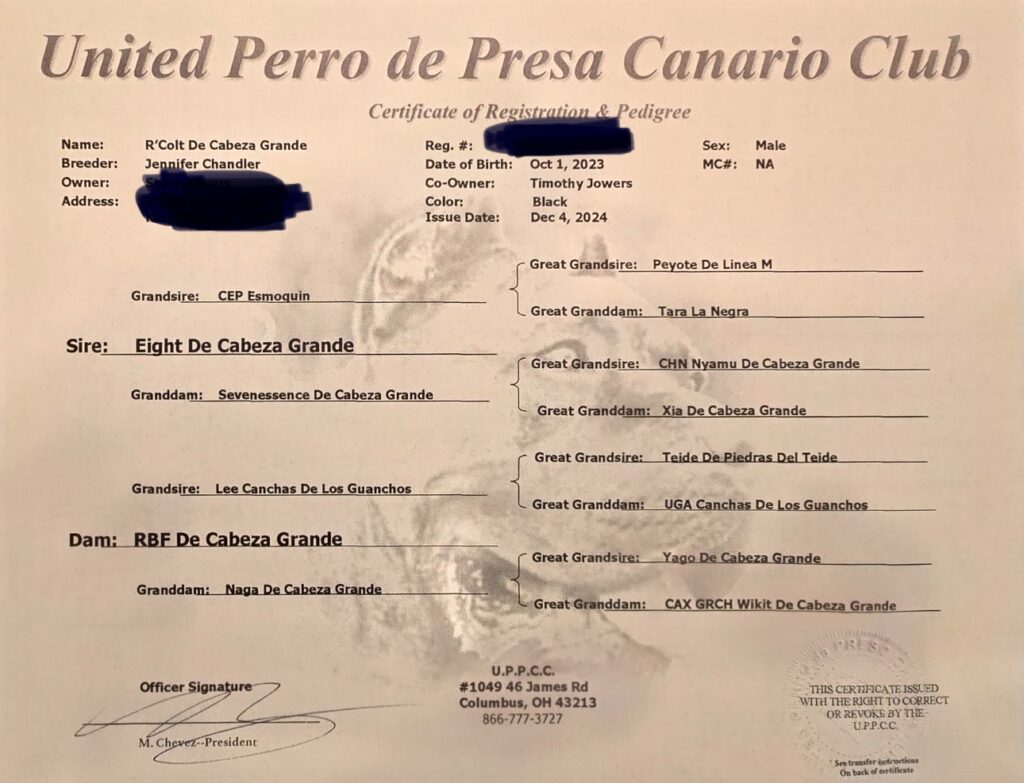 United Perro de Presa Canario Club
Certificate of Registration & Pedigree
Name: R'Colt De Cabeza Grande Reg. #: Sex: Male
Breeder: Jennifer Chandler Date of Birth: Oct 1, 2023 MC#: NA
Owner: Co-Owner: Timothy Jowers
Address: Color: Black
Issue Date: Dec 4, 2024
Great Grandsire: Peyote De Linea M
Grandsire: CEP Esmoquin
Great Granddam: Tara La Negra
Sire: Eight De Cabeza Grande
Great Grandsire: CHN Nyamu De Cabeza Grande
Granddam: Sevenessence De Cabeza Grande
Great Granddam: Xia De Cabeza Grande
Great Grandsire: Teide De Piedras Del Teide
Grandsire: Lee Canchas De Los Guanchos
Great Granddam: UGA Canchas De Los Guanchos
Dam: RBF De Cabeza Grande
Great Grandsire: Yago De Cabeza Grande
Granddam: Naga De Cabeza Grande
Great Granddam: CAX GRCH Wikit De Cabeza Grande
Officer Signature
M. Chevez--President
U.P.P.C.C.
#1049 46 James Rd
Columbus, OH 43213
866-777-3727
THIS CERTIFICATE ISSUED
WITH THE RIGHT TO CORRECT
OR REVOKE BY THE
U.P.P.C.C.
* See transfer instructions
On back of certificate